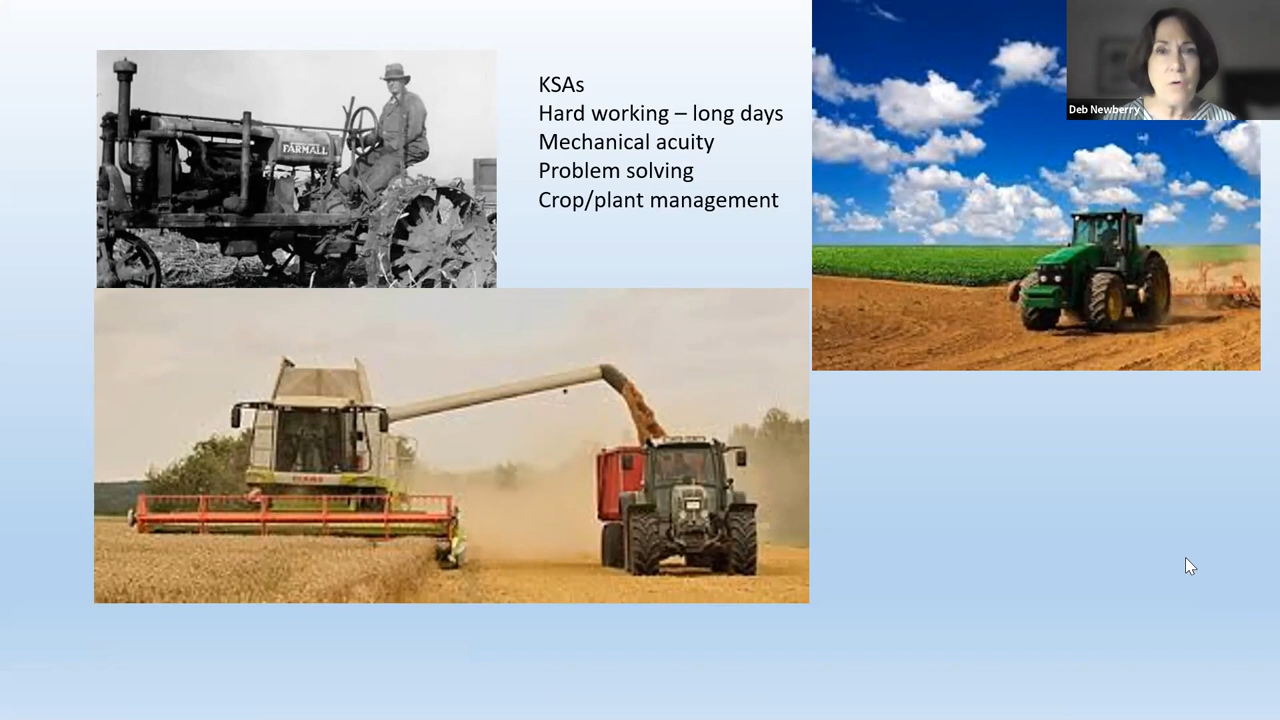 FARMALL
KSAs
Hard working – long days
Mechanical acuity
Problem solving
Crop/plant management
Deb Newberry
CLAAS